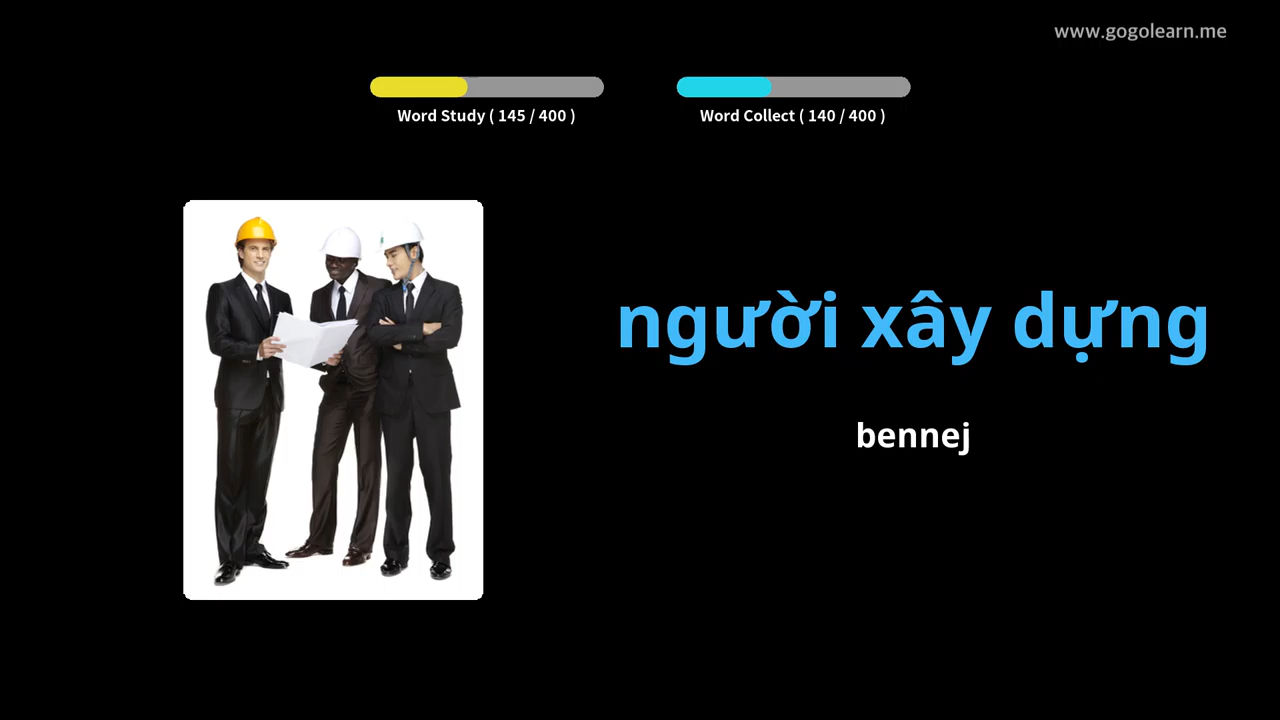 www.gogolearn.me
Word Study ( 145 / 400 )
Word Collect ( 140 / 400 )
người xây dựng
bennej